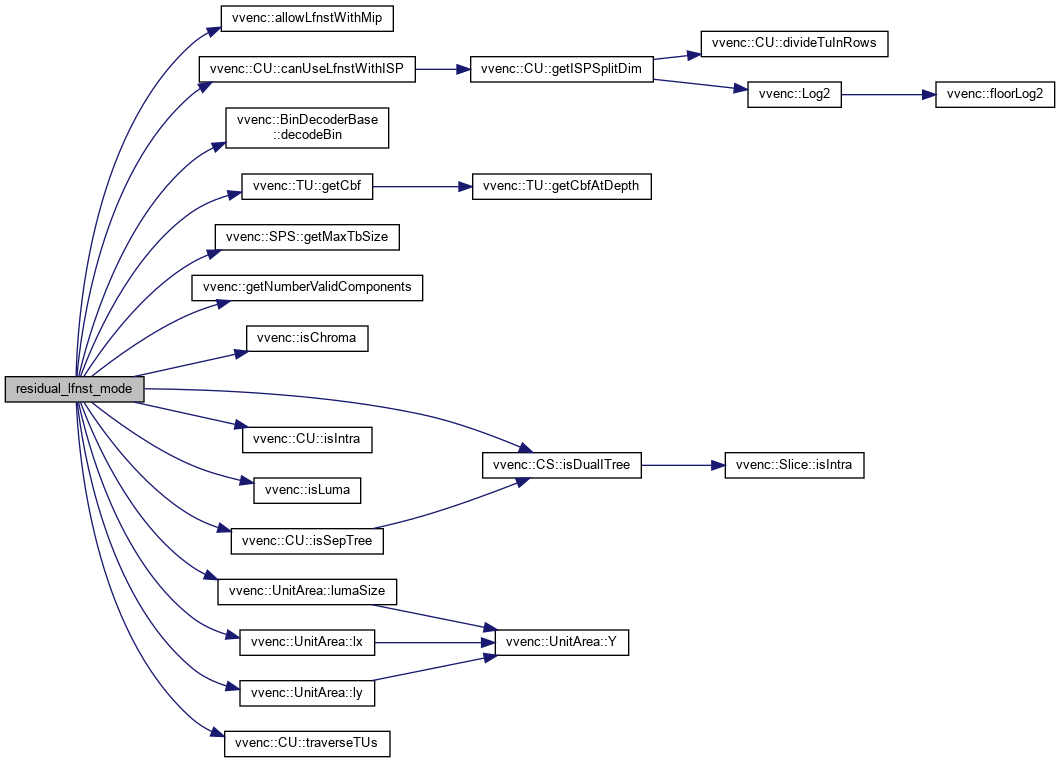 residual_lfnst_mode
vvenc::allowLfnstWithMip
vvenc::CU::canUseLfnstWithISP
vvenc::CU::getISPSplitDim
vvenc::CU::divideTuInRows
vvenc::Log2
vvenc::floorLog2
vvenc::BinDecoderBase
::decodeBin
vvenc::TU::getCbf
vvenc::TU::getCbfAtDepth
vvenc::SPS::getMaxTbSize
vvenc::getNumberValidComponents
vvenc::isChroma
vvenc::CU::isIntra
vvenc::CS::isDualITree
vvenc::Slice::isIntra
vvenc::isLuma
vvenc::CU::isSepTree
vvenc::UnitArea::lumaSize
vvenc::UnitArea::lx
vvenc::UnitArea::Y
vvenc::UnitArea::ly
vvenc::CU::traverseTUs